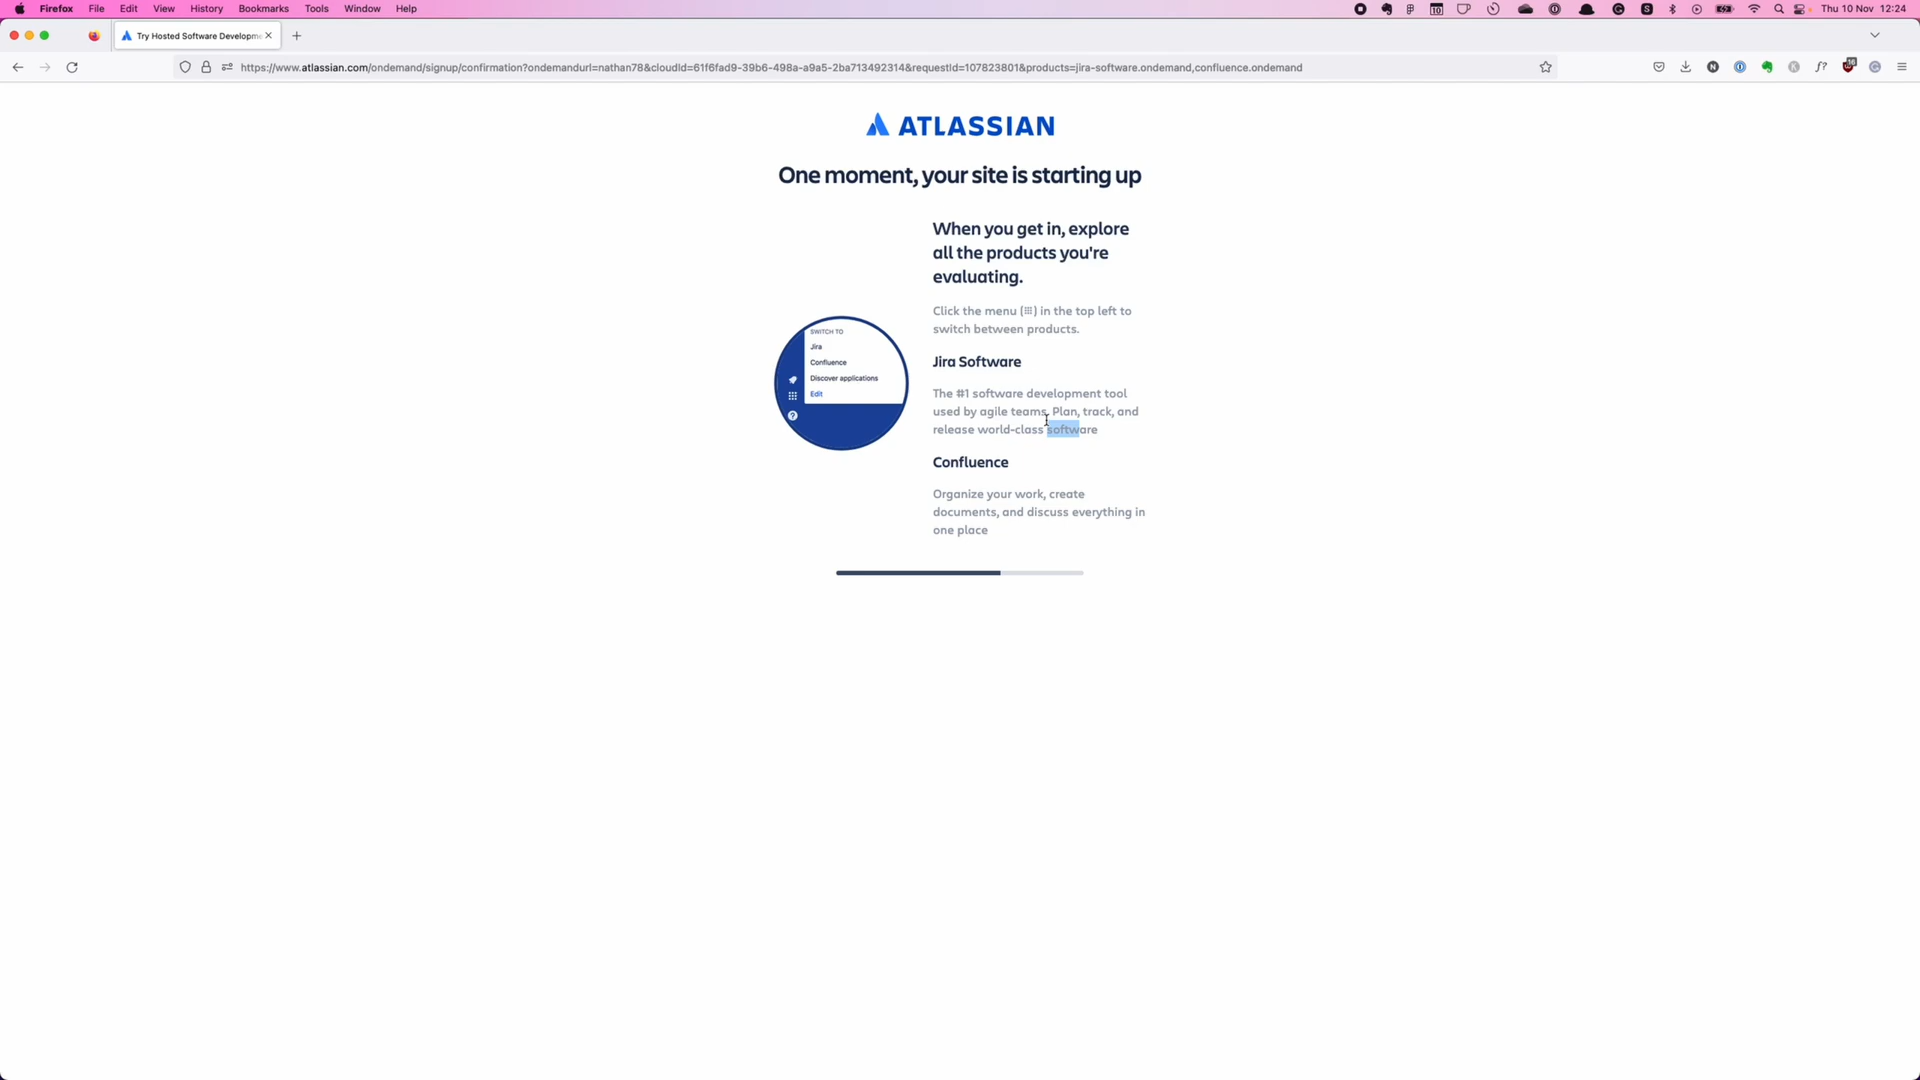 Firefox File Edit View History Bookmarks Tools Window Help
Thu 10 Nov 12:24
Try Hosted Software Developme
https://www.atlassian.com/ondemand/signup/confirmation?ondemandurl=nathan78&cloudId=61f6fad9-39b6-498a-a9a5-2ba713492314&requestId=107823801&products=jira-software.ondemand,confluence.ondemand
ATLASSIAN
One moment, your site is starting up
When you get in, explore
all the products you're
evaluating.
Click the menu ( ) in the top left to
switch between products.
SWITCH TO
Jira
Confluence
Discover applications
Edit
Jira Software
The #1 software development tool
used by agile teams. Plan, track, and
release world-class software
Confluence
Organize your work, create
documents, and discuss everything in
one place